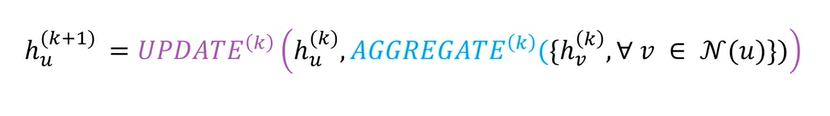 h_u^{(k+1)} = UPDATE^{(k)}(h_u^{(k)}, AGGREGATE^{(k)}({h_v^{(k)}, ∀ v ∈ 𝒩(u)}))